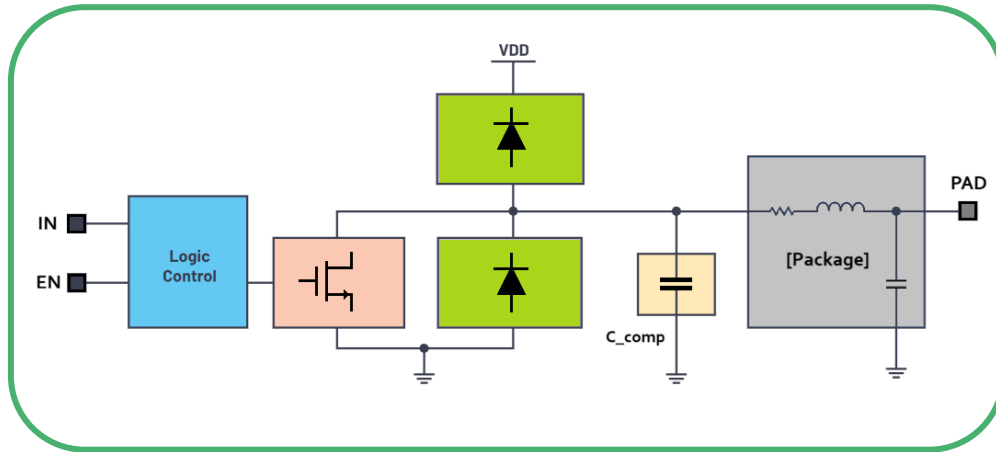 VDD
PAD
IN
Logic
Control
[Package]
EN
C_comp